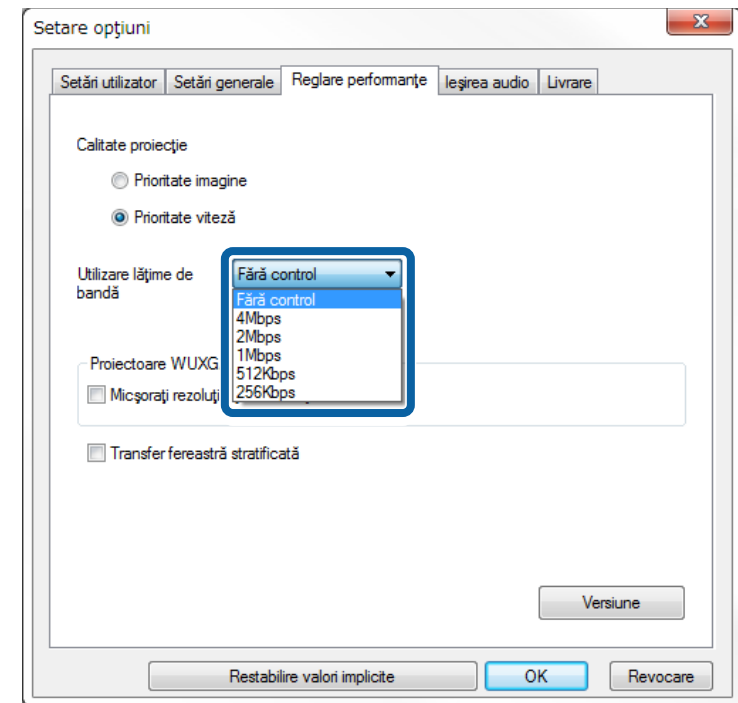 Setare opţiuni
Setări utilizator Setări generale Reglare performanţe Ieşirea audio Livrare
Calitate proiecţie
Prioritate imagine
Prioritate viteză
Utilizare lăţime de
bandă
Fără control
Fără control
4Mbps
2Mbps
1Mbps
512Kbps
256Kbps
Proiectoare WUXG
Micşoraţi
Transfer fereastră stratificată
Versiune
Restabilire valori implicite OK Revocare